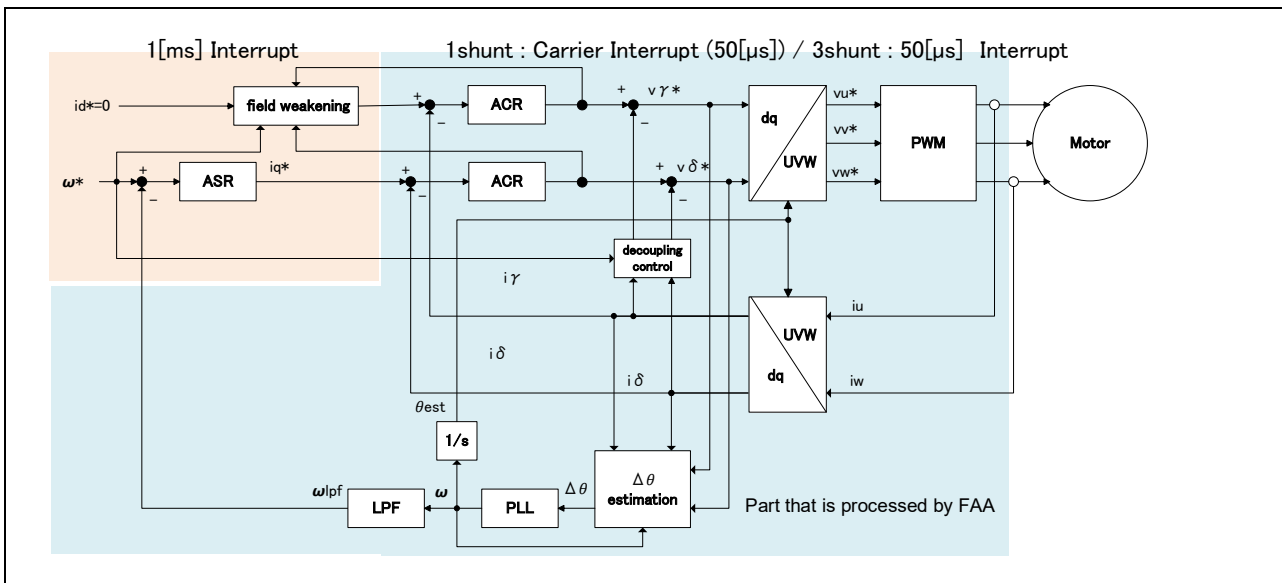 1[ms] Interrupt
1shunt : Carrier Interrupt (50[μs]) / 3shunt : 50[μs] Interrupt
id*=0
field weakening
+
−
ACR
+
−
vγ*
dq
UVW
vu*
vv*
vw*
PWM
Motor
ω*
+
−
ASR
iq*
+
−
ACR
+
−
vδ*
decoupling
control
iγ
iδ
iδ
UVW
dq
iu
iw
θest
1/s
ωlpf
LPF
ω
PLL
Δθ
Δθ
estimation
Part that is processed by FAA